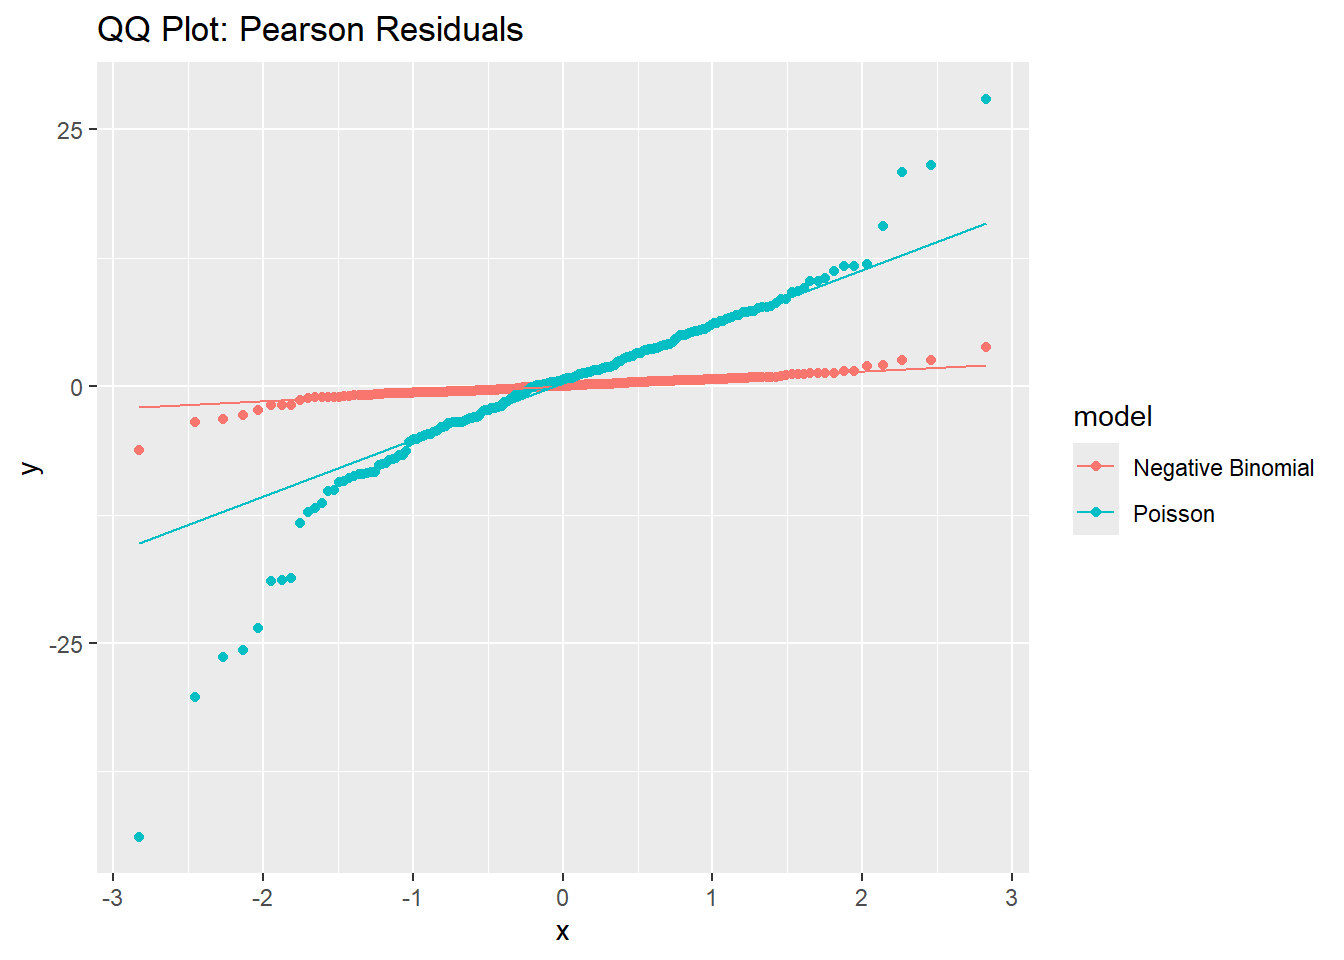 QQ Plot: Pearson Residuals
25
0
-25
y
-3
-2
-1
0
1
2
3
x
model
Negative Binomial
Poisson